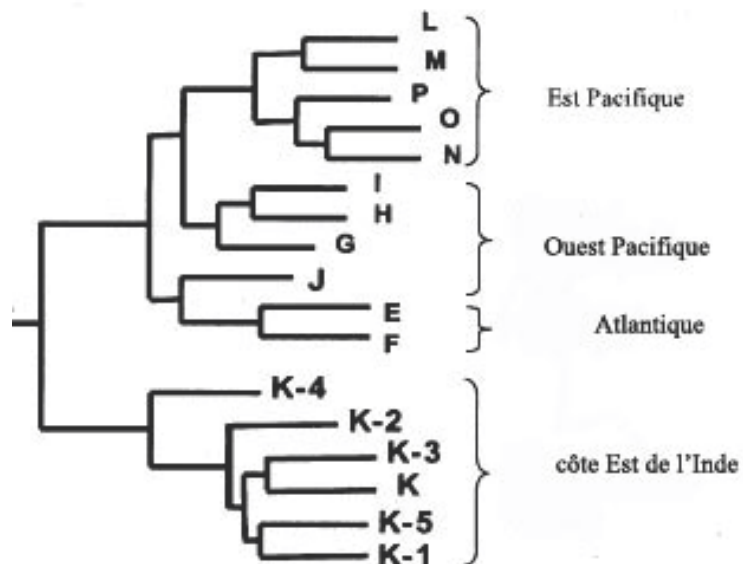 L
M
P
O
N
Est Pacifique
I
H
G
J
Ouest Pacifique
E
F
Atlantique
K-4
K-2
K-3
K
K-5
K-1
côte Est de l'Inde